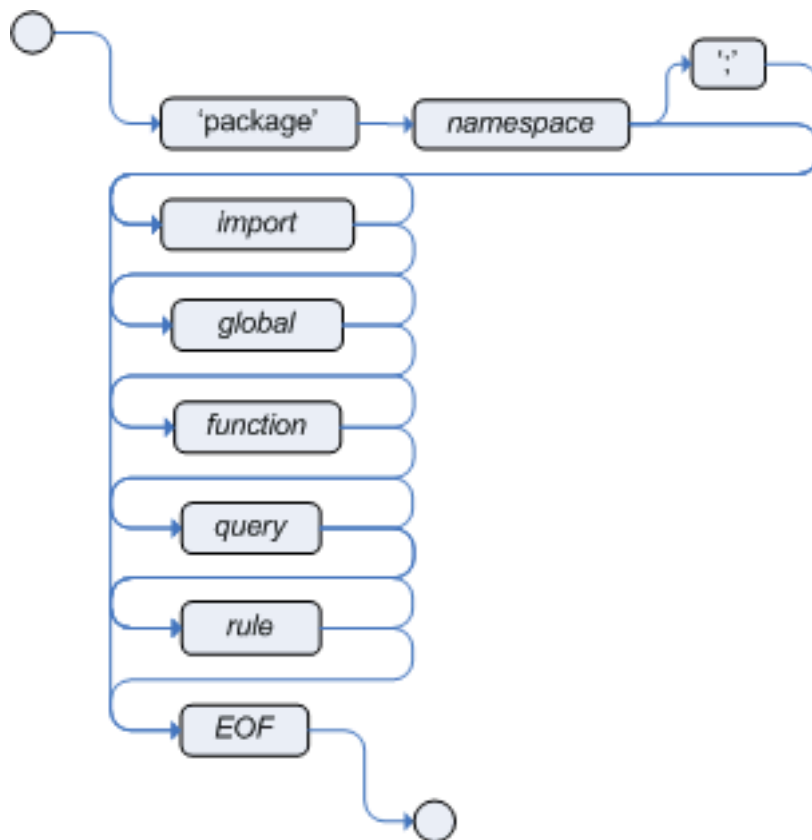 ';'
'package'
namespace
import
global
function
query
rule
EOF